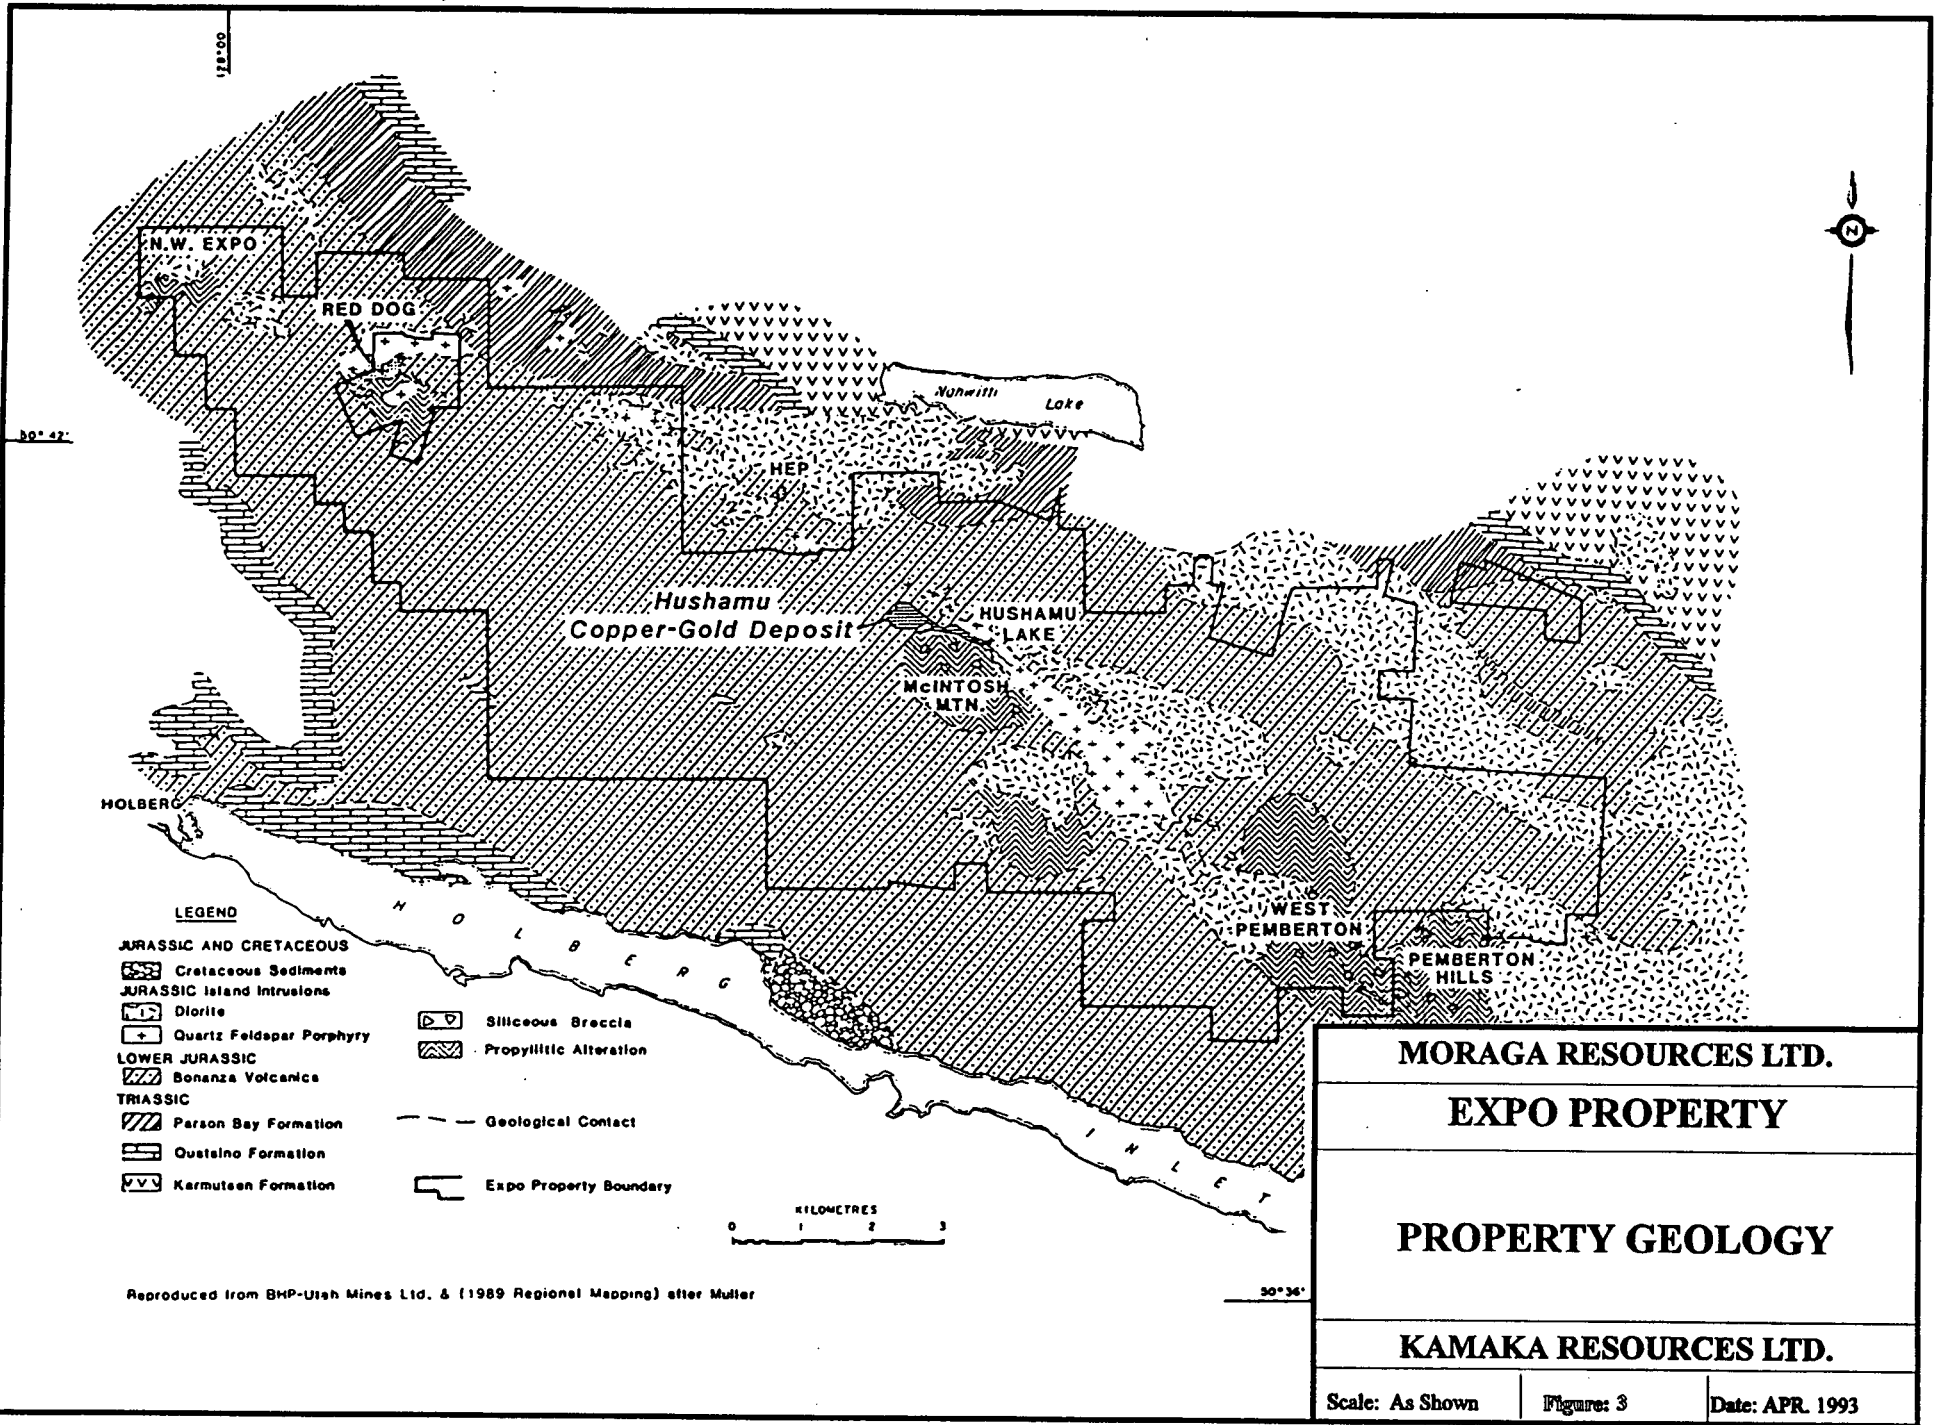 128°00
N.W. EXPO
RED DOG
Nahwitti Lake
50° 42'
HEP
Hushamu
Copper-Gold Deposit
HUSHAMU
LAKE
McINTOSH
MTN.
HOLBERG
HOLBERG INLET
WEST
PEMBERTON
PEMBERTON
HILLS
LEGEND
JURASSIC AND CRETACEOUS
Cretaceous Sediments
JURASSIC Island Intrusions
Diorite
Quartz Feldspar Porphyry
LOWER JURASSIC
Bonanza Volcanics
TRIASSIC
Parson Bay Formation
Quatsino Formation
Karmutsen Formation
Siliceous Breccia
Propylitic Alteration
Geological Contact
Expo Property Boundary
KILOMETRES
0 1 2 3
Reproduced from BHP-Utah Mines Ltd. & (1989 Regional Mapping) after Muller
50°36'
N
MORAGA RESOURCES LTD.
EXPO PROPERTY
PROPERTY GEOLOGY
KAMAKA RESOURCES LTD.
Scale: As Shown Figure: 3 Date: APR. 1993